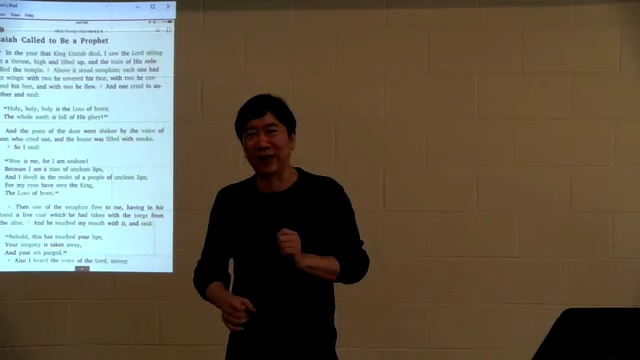 aiah Called to Be a Prophet
In the year that King Uzziah died, I saw the Lord sitting
n a throne, high and lifted up, and the train of His robe
lled the temple. 2 Above it stood seraphim; each one had
wings: with two he covered his face, with two he cov-
red his feet, and with two he flew. 3 And one cried to an-
ther and said:
"Holy, holy, holy is the LORD of hosts;
The whole earth is full of His glory!"
And the posts of the door were shaken by the voice of
him who cried out, and the house was filled with smoke.
5 So I said:
"Woe is me, for I am undone!
Because I am a man of unclean lips,
And I dwell in the midst of a people of unclean lips;
For my eyes have seen the King,
The LORD of hosts."
6 Then one of the seraphim flew to me, having in his
hand a live coal which he had taken with the tongs from
the altar. 7 And he touched my mouth with it, and said:
"Behold, this has touched your lips;
Your iniquity is taken away,
And your sin purged."
8 Also I heard the voice of the Lord, saying: